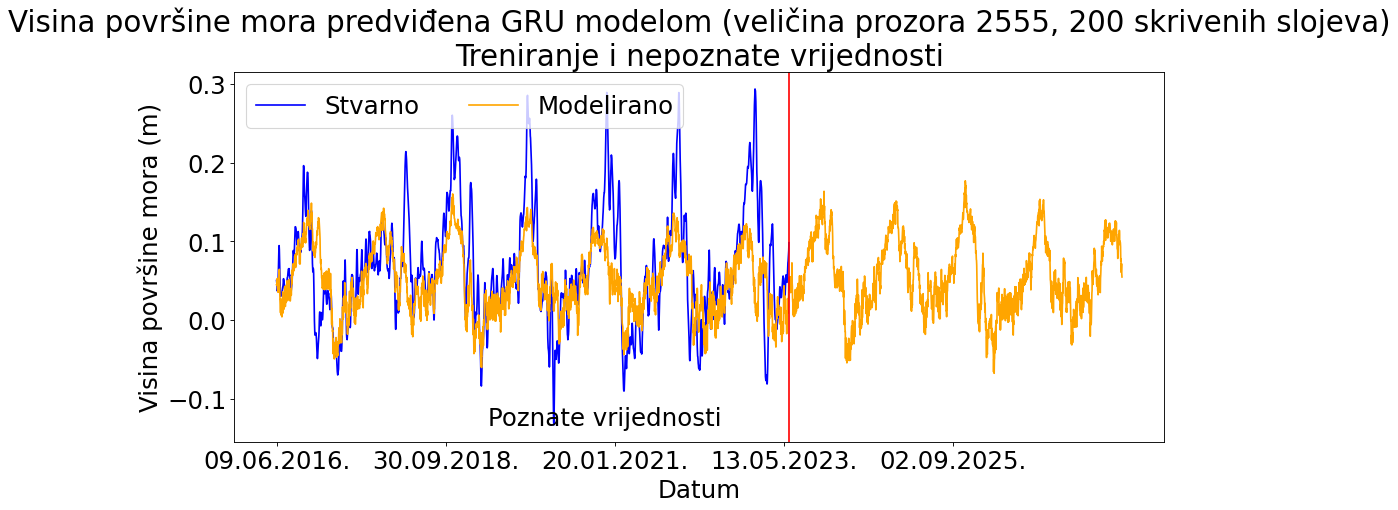 Visina površine mora predviđena GRU modelom (veličina prozora 2555, 200 skrivenih slojeva)
Treniranje i nepoznate vrijednosti
Stvarno
Modelirano
Visina površine mora (m)
0.3
0.2
0.1
0.0
−0.1
Poznate vrijednosti
09.06.2016.
30.09.2018.
20.01.2021.
13.05.2023.
02.09.2025.
Datum